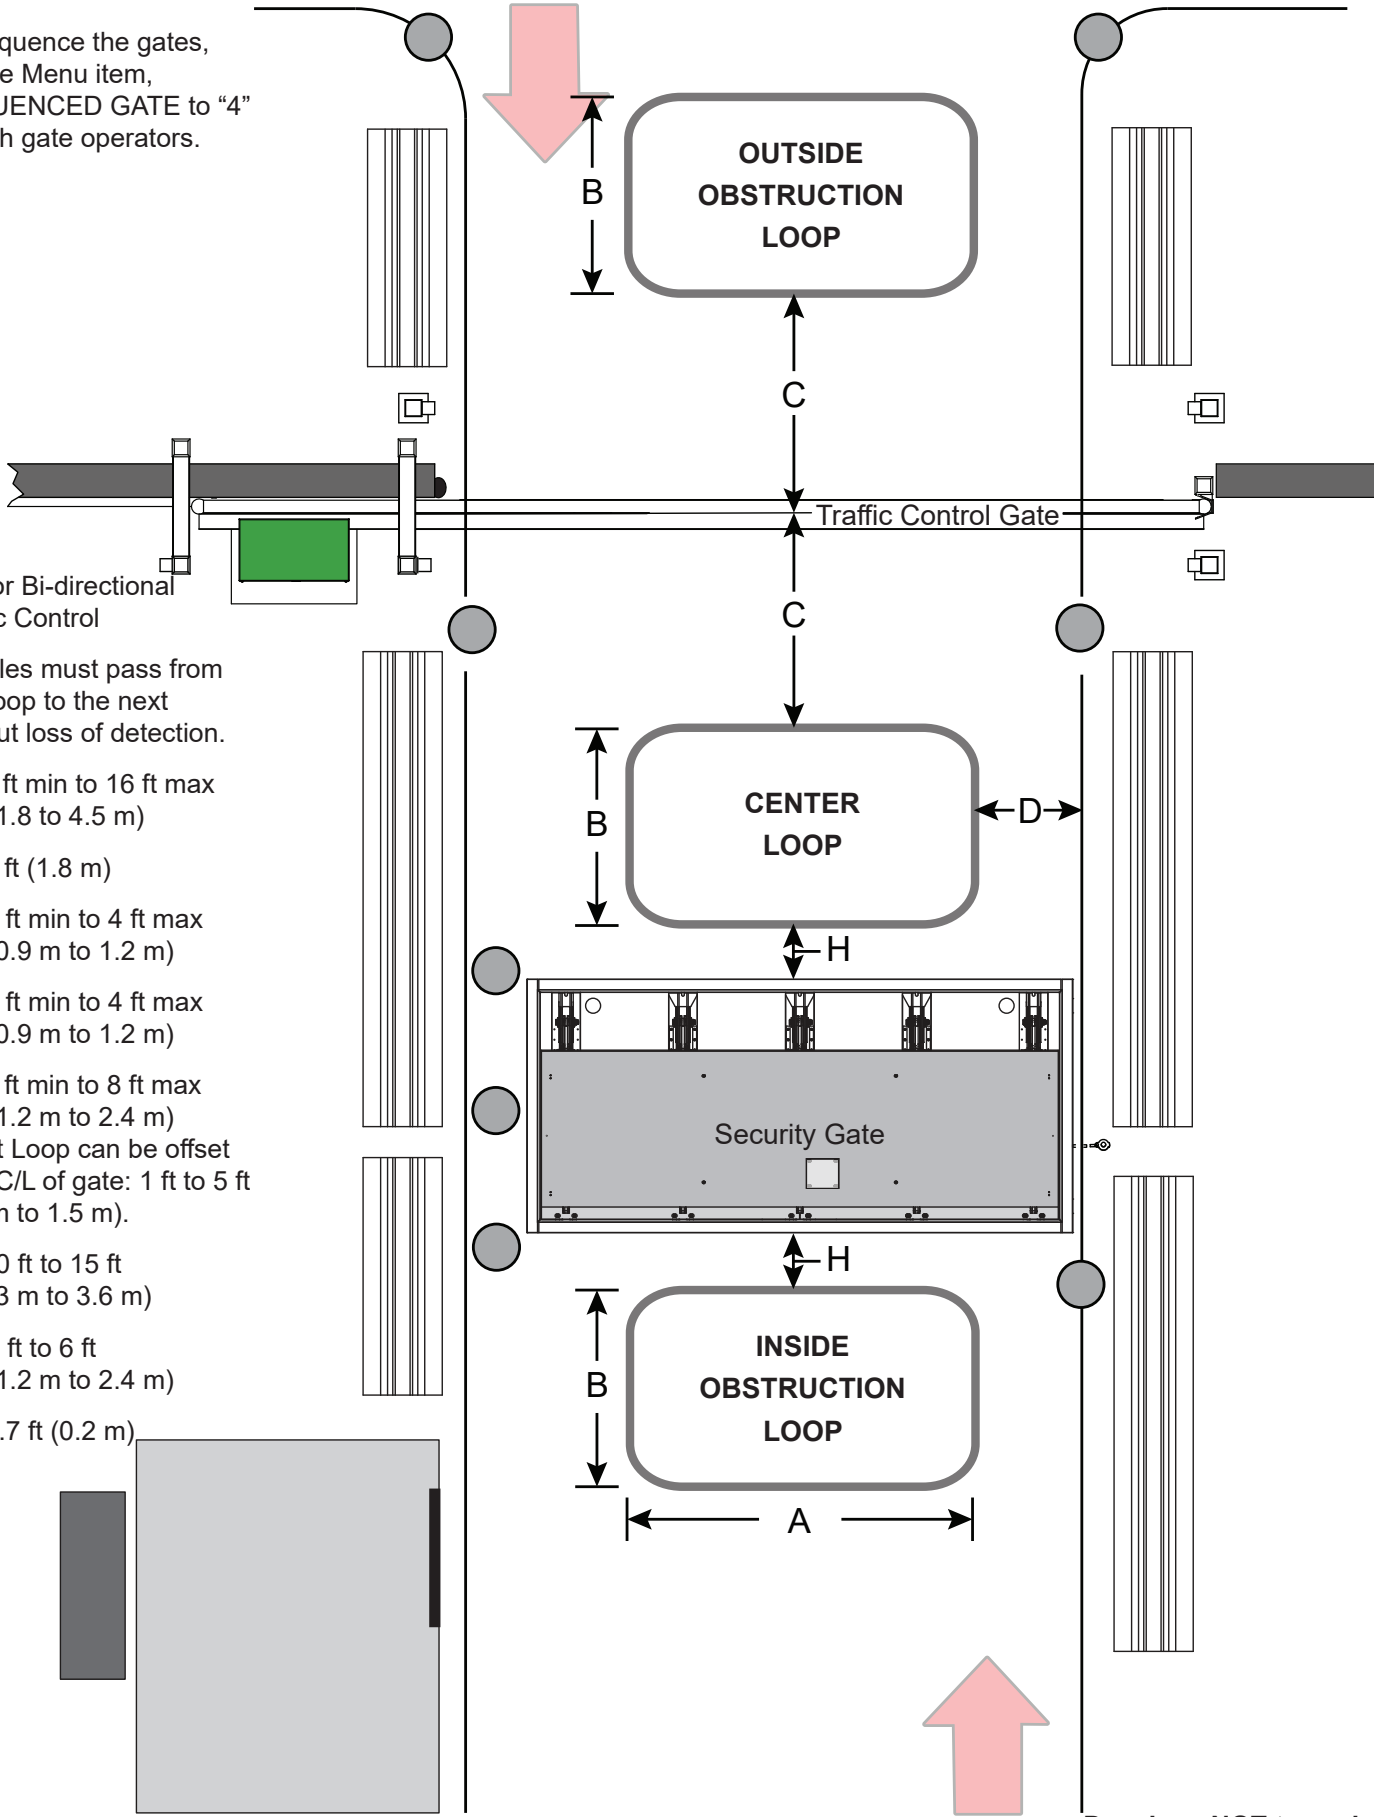 quence the gates,
e Menu item,
UENCED GATE to “4”
h gate operators.
OUTSIDE
OBSTRUCTION
LOOP
B
C
Traffic Control Gate
or Bi-directional
c Control
C
les must pass from
oop to the next
ut loss of detection.
ft min to 16 ft max
1.8 to 4.5 m)
CENTER
LOOP
B
D
ft (1.8 m)
ft min to 4 ft max
0.9 m to 1.2 m)
H
ft min to 4 ft max
0.9 m to 1.2 m)
ft min to 8 ft max
1.2 m to 2.4 m)
t Loop can be offset
C/L of gate: 1 ft to 5 ft
m to 1.5 m).
Security Gate
0 ft to 15 ft
3 m to 3.6 m)
H
ft to 6 ft
1.2 m to 2.4 m)
.7 ft (0.2 m)
INSIDE
OBSTRUCTION
LOOP
B
A